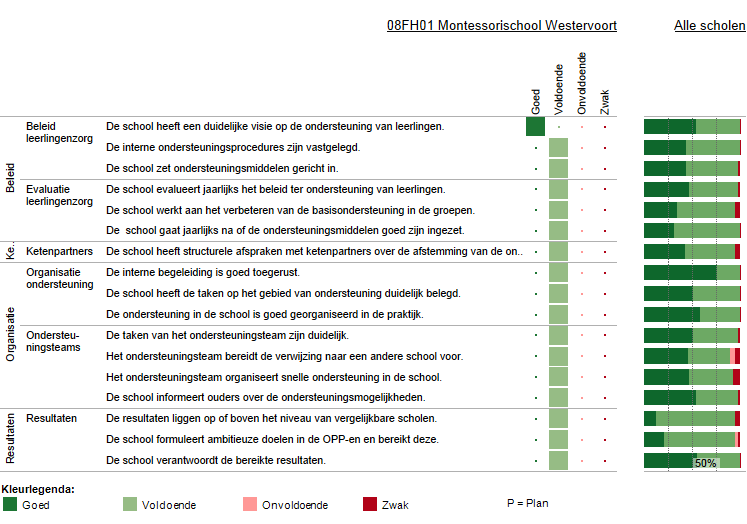 08FH01 Montessorischool Westervoort Alle scholen
Goed Voldoende Onvoldoende Zwak
Beleid
Beleid leerlingenzorg
De school heeft een duidelijke visie op de ondersteuning van leerlingen.
De interne ondersteuningsprocedures zijn vastgelegd.
De school zet ondersteuningsmiddelen gericht in.
Evaluatie leerlingenzorg
De school evalueert jaarlijks het beleid ter ondersteuning van leerlingen.
De school werkt aan het verbeteren van de basisondersteuning in de groepen.
De school gaat jaarlijks na of de ondersteuningsmiddelen goed zijn ingezet.
Ke..
Ketenpartners
De school heeft structurele afspraken met ketenpartners over de afstemming van de on..
Organisatie
Organisatie ondersteuning
De interne begeleiding is goed toegerust.
De school heeft de taken op het gebied van ondersteuning duidelijk belegd.
De ondersteuning in de school is goed georganiseerd in de praktijk.
Ondersteu-
ningsteams
De taken van het ondersteuningsteam zijn duidelijk.
Het ondersteuningsteam bereidt de verwijzing naar een andere school voor.
Het ondersteuningsteam organiseert snelle ondersteuning in de school.
De school informeert ouders over de ondersteuningsmogelijkheden.
Resultaten
Resultaten
De resultaten liggen op of boven het niveau van vergelijkbare scholen.
De school formuleert ambitieuze doelen in de OPP-en en bereikt deze.
De school verantwoordt de bereikte resultaten.
50%
Kleurlegenda:
Goed Voldoende Onvoldoende Zwak P = Plan